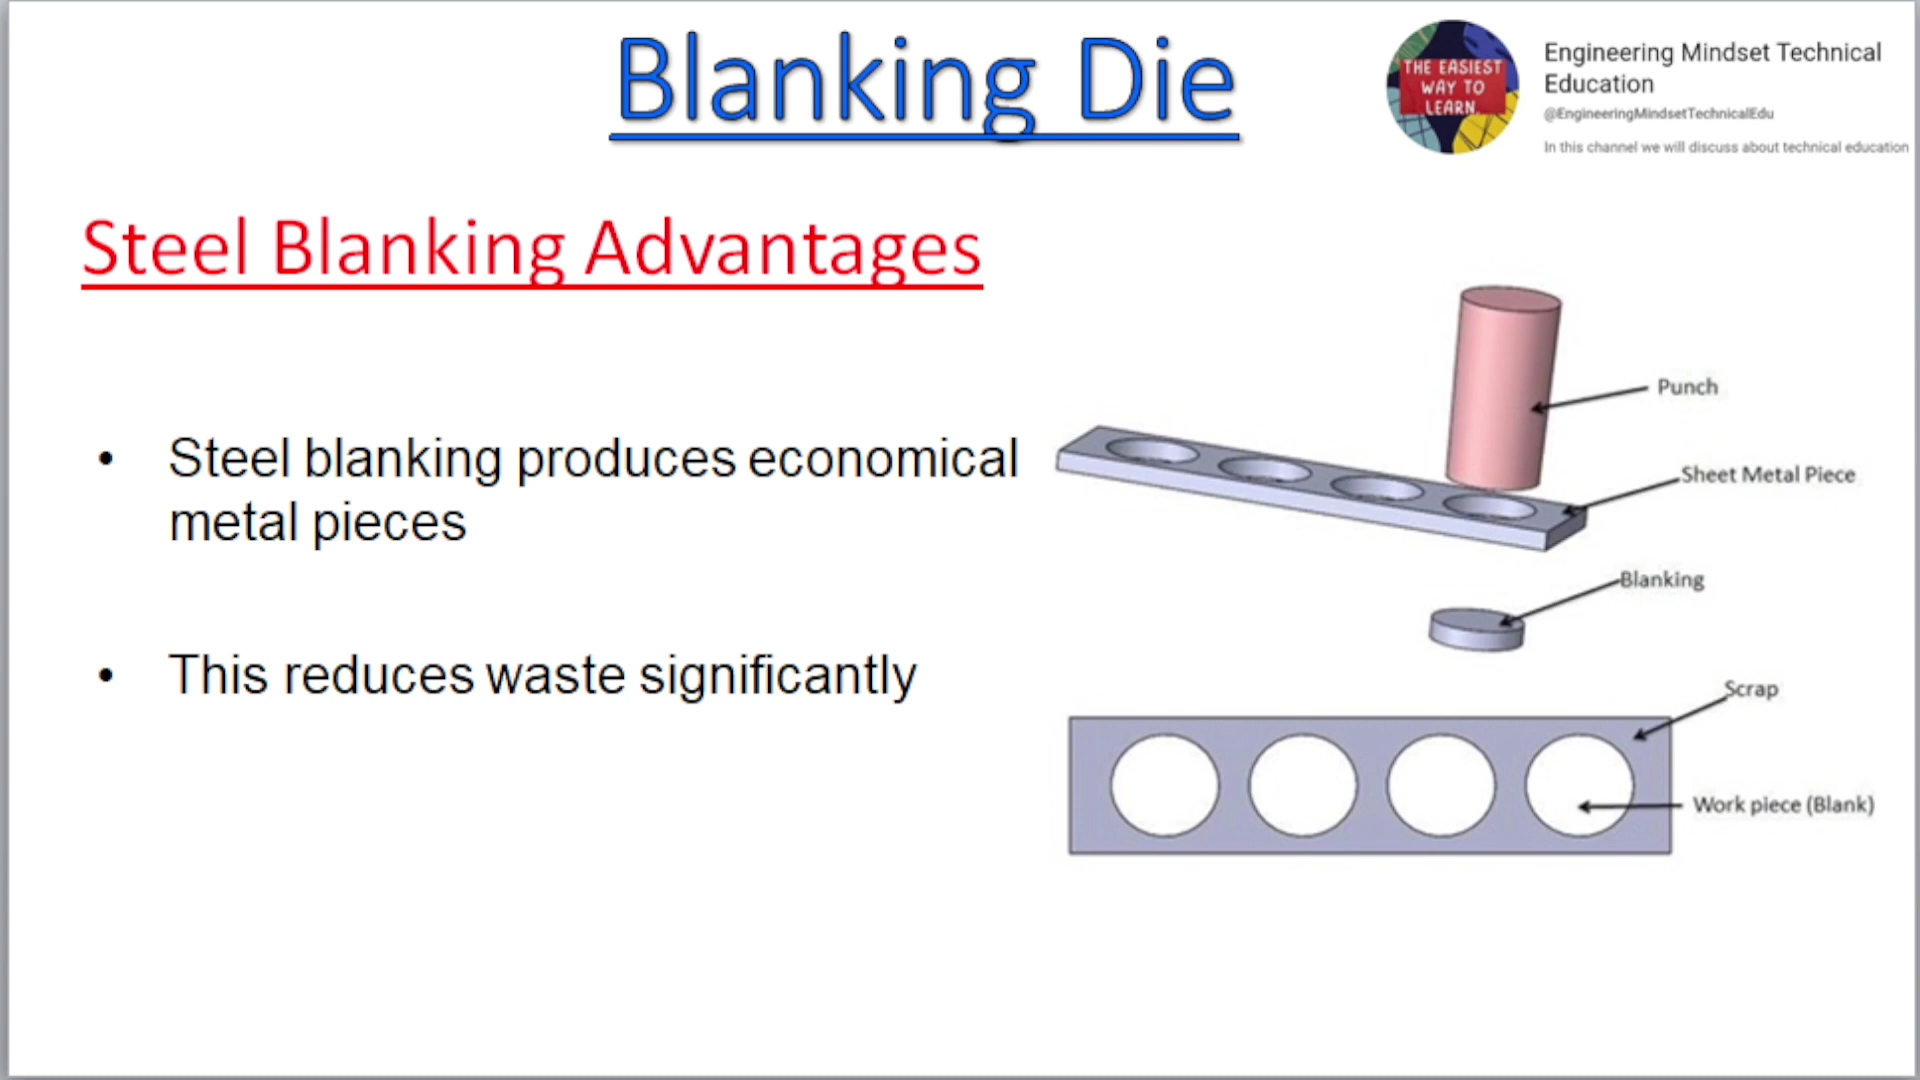 Blanking Die
THE EASIEST
WAY TO
LEARN
Engineering Mindset Technical
Education
@EngineeringMindsetTechnicalEdu
In this channel we will discuss about technical education
Steel Blanking Advantages
• Steel blanking produces economical
metal pieces
• This reduces waste significantly
Punch
Sheet Metal Piece
Blanking
Scrap
Work piece (Blank)